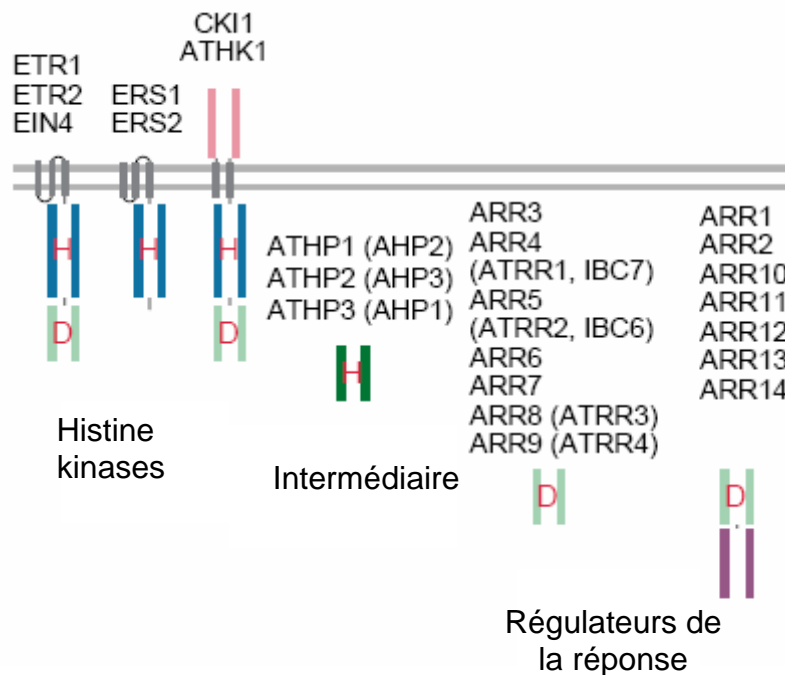 CKI1
ATHK1
ETR1
ETR2
EIN4
ERS1
ERS2
H
H
H
D
D
ATHP1 (AHP2)
ATHP2 (AHP3)
ATHP3 (AHP1)
H
ARR3
ARR4
(ATRR1, IBC7)
ARR5
(ATRR2, IBC6)
ARR6
ARR7
ARR8 (ATRR3)
ARR9 (ATRR4)
D
ARR1
ARR2
ARR10
ARR11
ARR12
ARR13
ARR14
D
Histine
kinases
Intermédiaire
Régulateurs de
la réponse